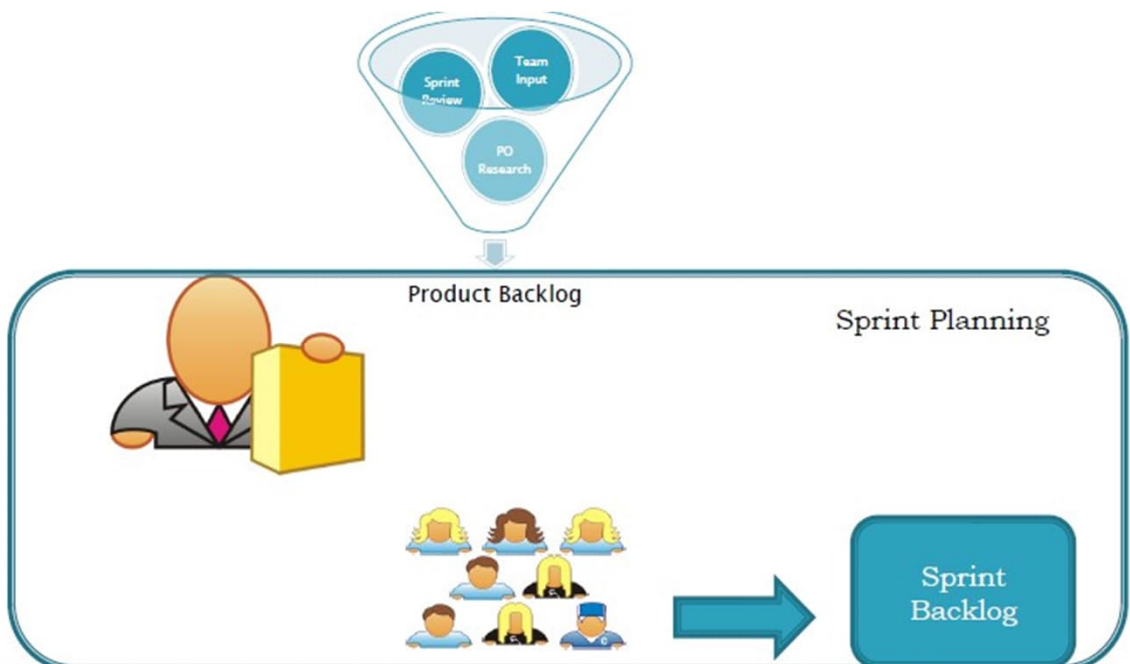 Team
Input
Sprint
Review
PO
Research
Product Backlog
Sprint Planning
Sprint
Backlog